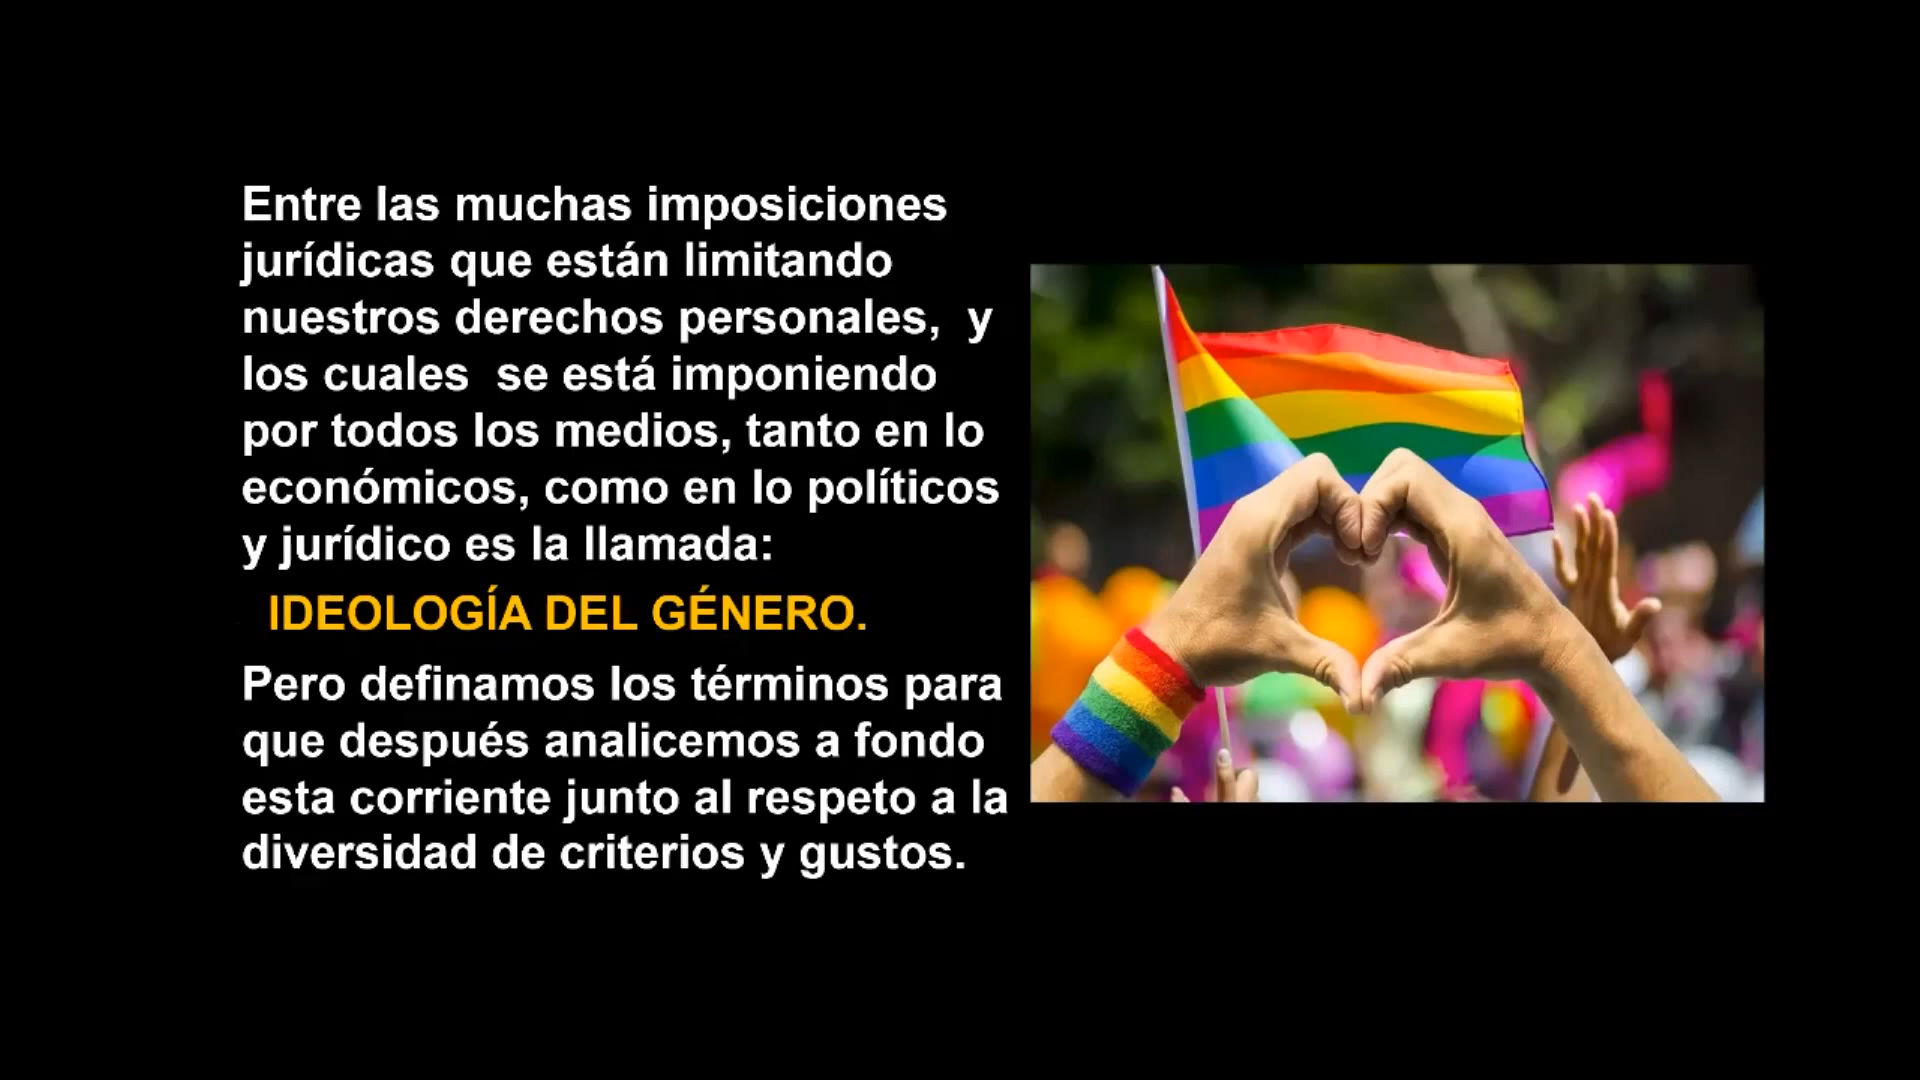 Entre las muchas imposiciones
jurídicas que están limitando
nuestros derechos personales,  y
los cuales  se está imponiendo
por todos los medios, tanto en lo
económicos, como en lo políticos
y jurídico es la llamada:
IDEOLOGÍA DEL GÉNERO.
Pero definamos los términos para
que después analicemos a fondo
esta corriente junto al respeto a la
diversidad de criterios y gustos.